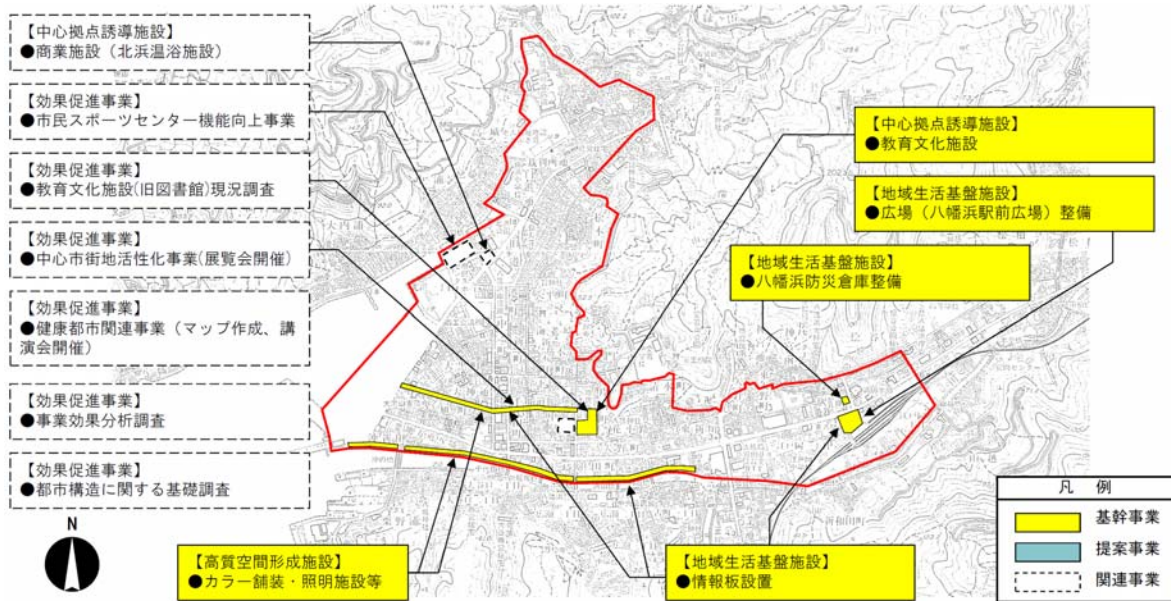 【中心拠点誘導施設】
●商業施設（北浜温浴施設）
【効果促進事業】
●市民スポーツセンター機能向上事業
【効果促進事業】
●教育文化施設(旧図書館)現況調査
【効果促進事業】
●中心市街地活性化事業(展覧会開催)
【効果促進事業】
●健康都市関連事業（マップ作成、講
演会開催）
【効果促進事業】
●事業効果分析調査
【効果促進事業】
●都市構造に関する基礎調査
N
【高質空間形成施設】
●カラー舗装・照明施設等
【中心拠点誘導施設】
●教育文化施設
【地域生活基盤施設】
●広場（八幡浜駅前広場）整備
【地域生活基盤施設】
●八幡浜防災倉庫整備
【地域生活基盤施設】
●情報板設置
凡 例
基幹事業
提案事業
関連事業